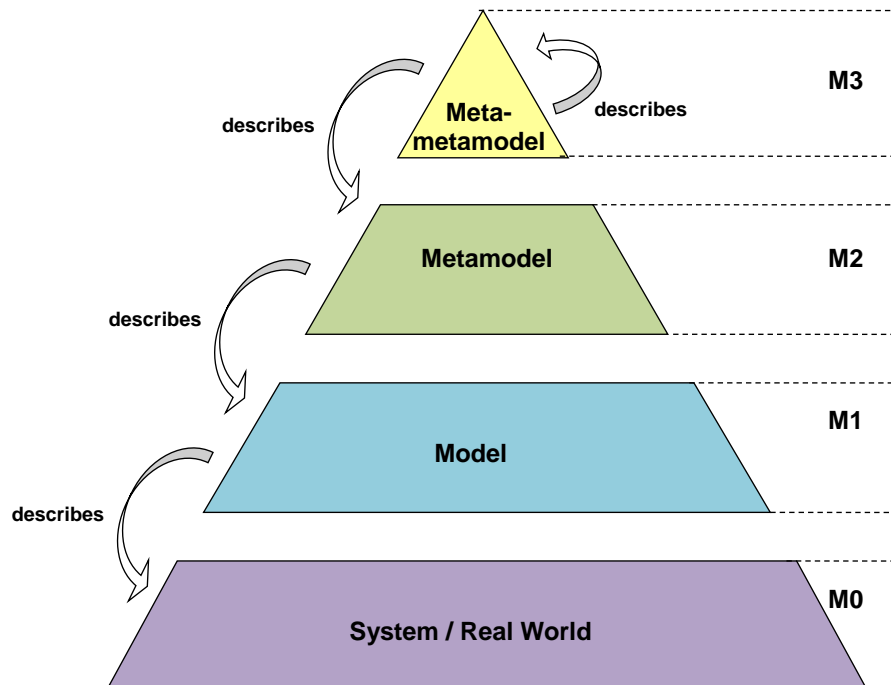 M3
describes
describes
Meta-
metamodel
Metamodel
M2
describes
M1
Model
describes
M0
System / Real World